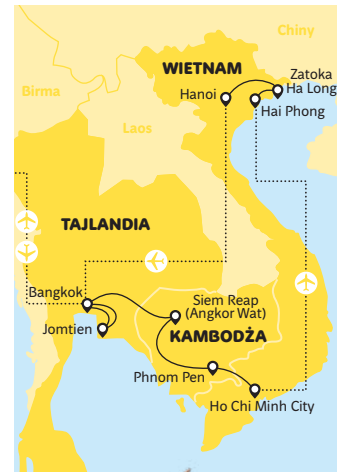 Chiny
WIETNAM
Zatoka
Ha Long
Birma
Hanoi
Hai Phong
Laos
TAJLANDIA
Bangkok
Siem Reap
(Angkor Wat)
Jomtien
KAMBODŻA
Phnom Pen
Ho Chi Minh City